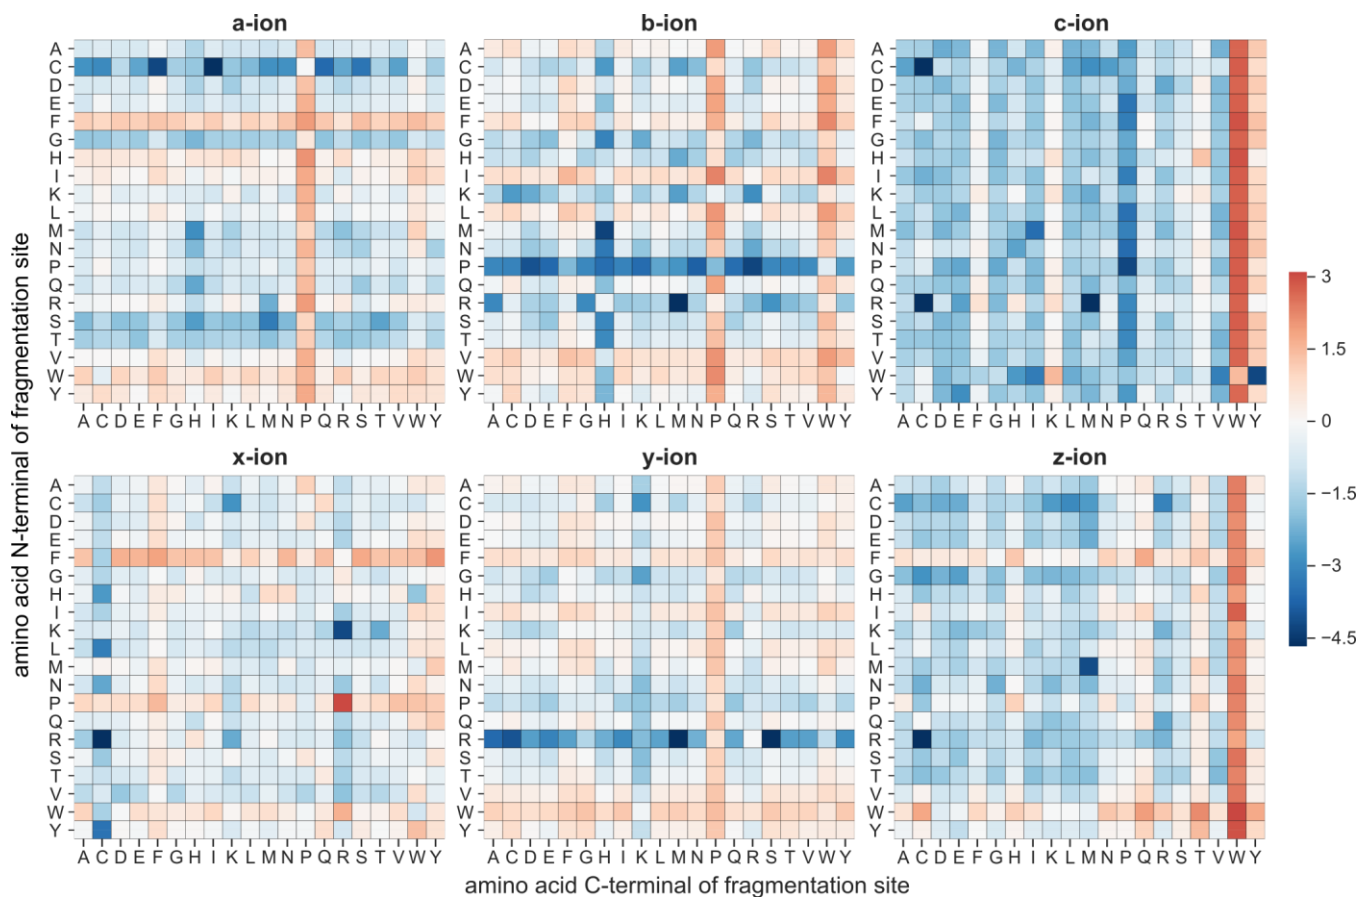 a-ion b-ion c-ion
A A A
C C C
D D D
E E E
F F F
G G G
H H H
I I I
K K K
L L L
M M M
N N N
P P P
Q Q Q
R R R
S S S
T T T
V V V
W W W
Y Y Y
A C D E F G H I K L M N P Q R S T V W Y A C D E F G H I K L M N P Q R S T V W Y A C D E F G H I K L M N P Q R S T V W Y
x-ion y-ion z-ion
A A A
C C C
D D D
E E E
F F F
G G G
H H H
I I I
K K K
L L L
M M M
N N N
P P P
Q Q Q
R R R
S S S
T T T
V V V
W W W
Y Y Y
A C D E F G H I K L M N P Q R S T V W Y A C D E F G H I K L M N P Q R S T V W Y A C D E F G H I K L M N P Q R S T V W Y
amino acid N-terminal of fragmentation site
amino acid C-terminal of fragmentation site
3
1.5
0
−1.5
−3
−4.5